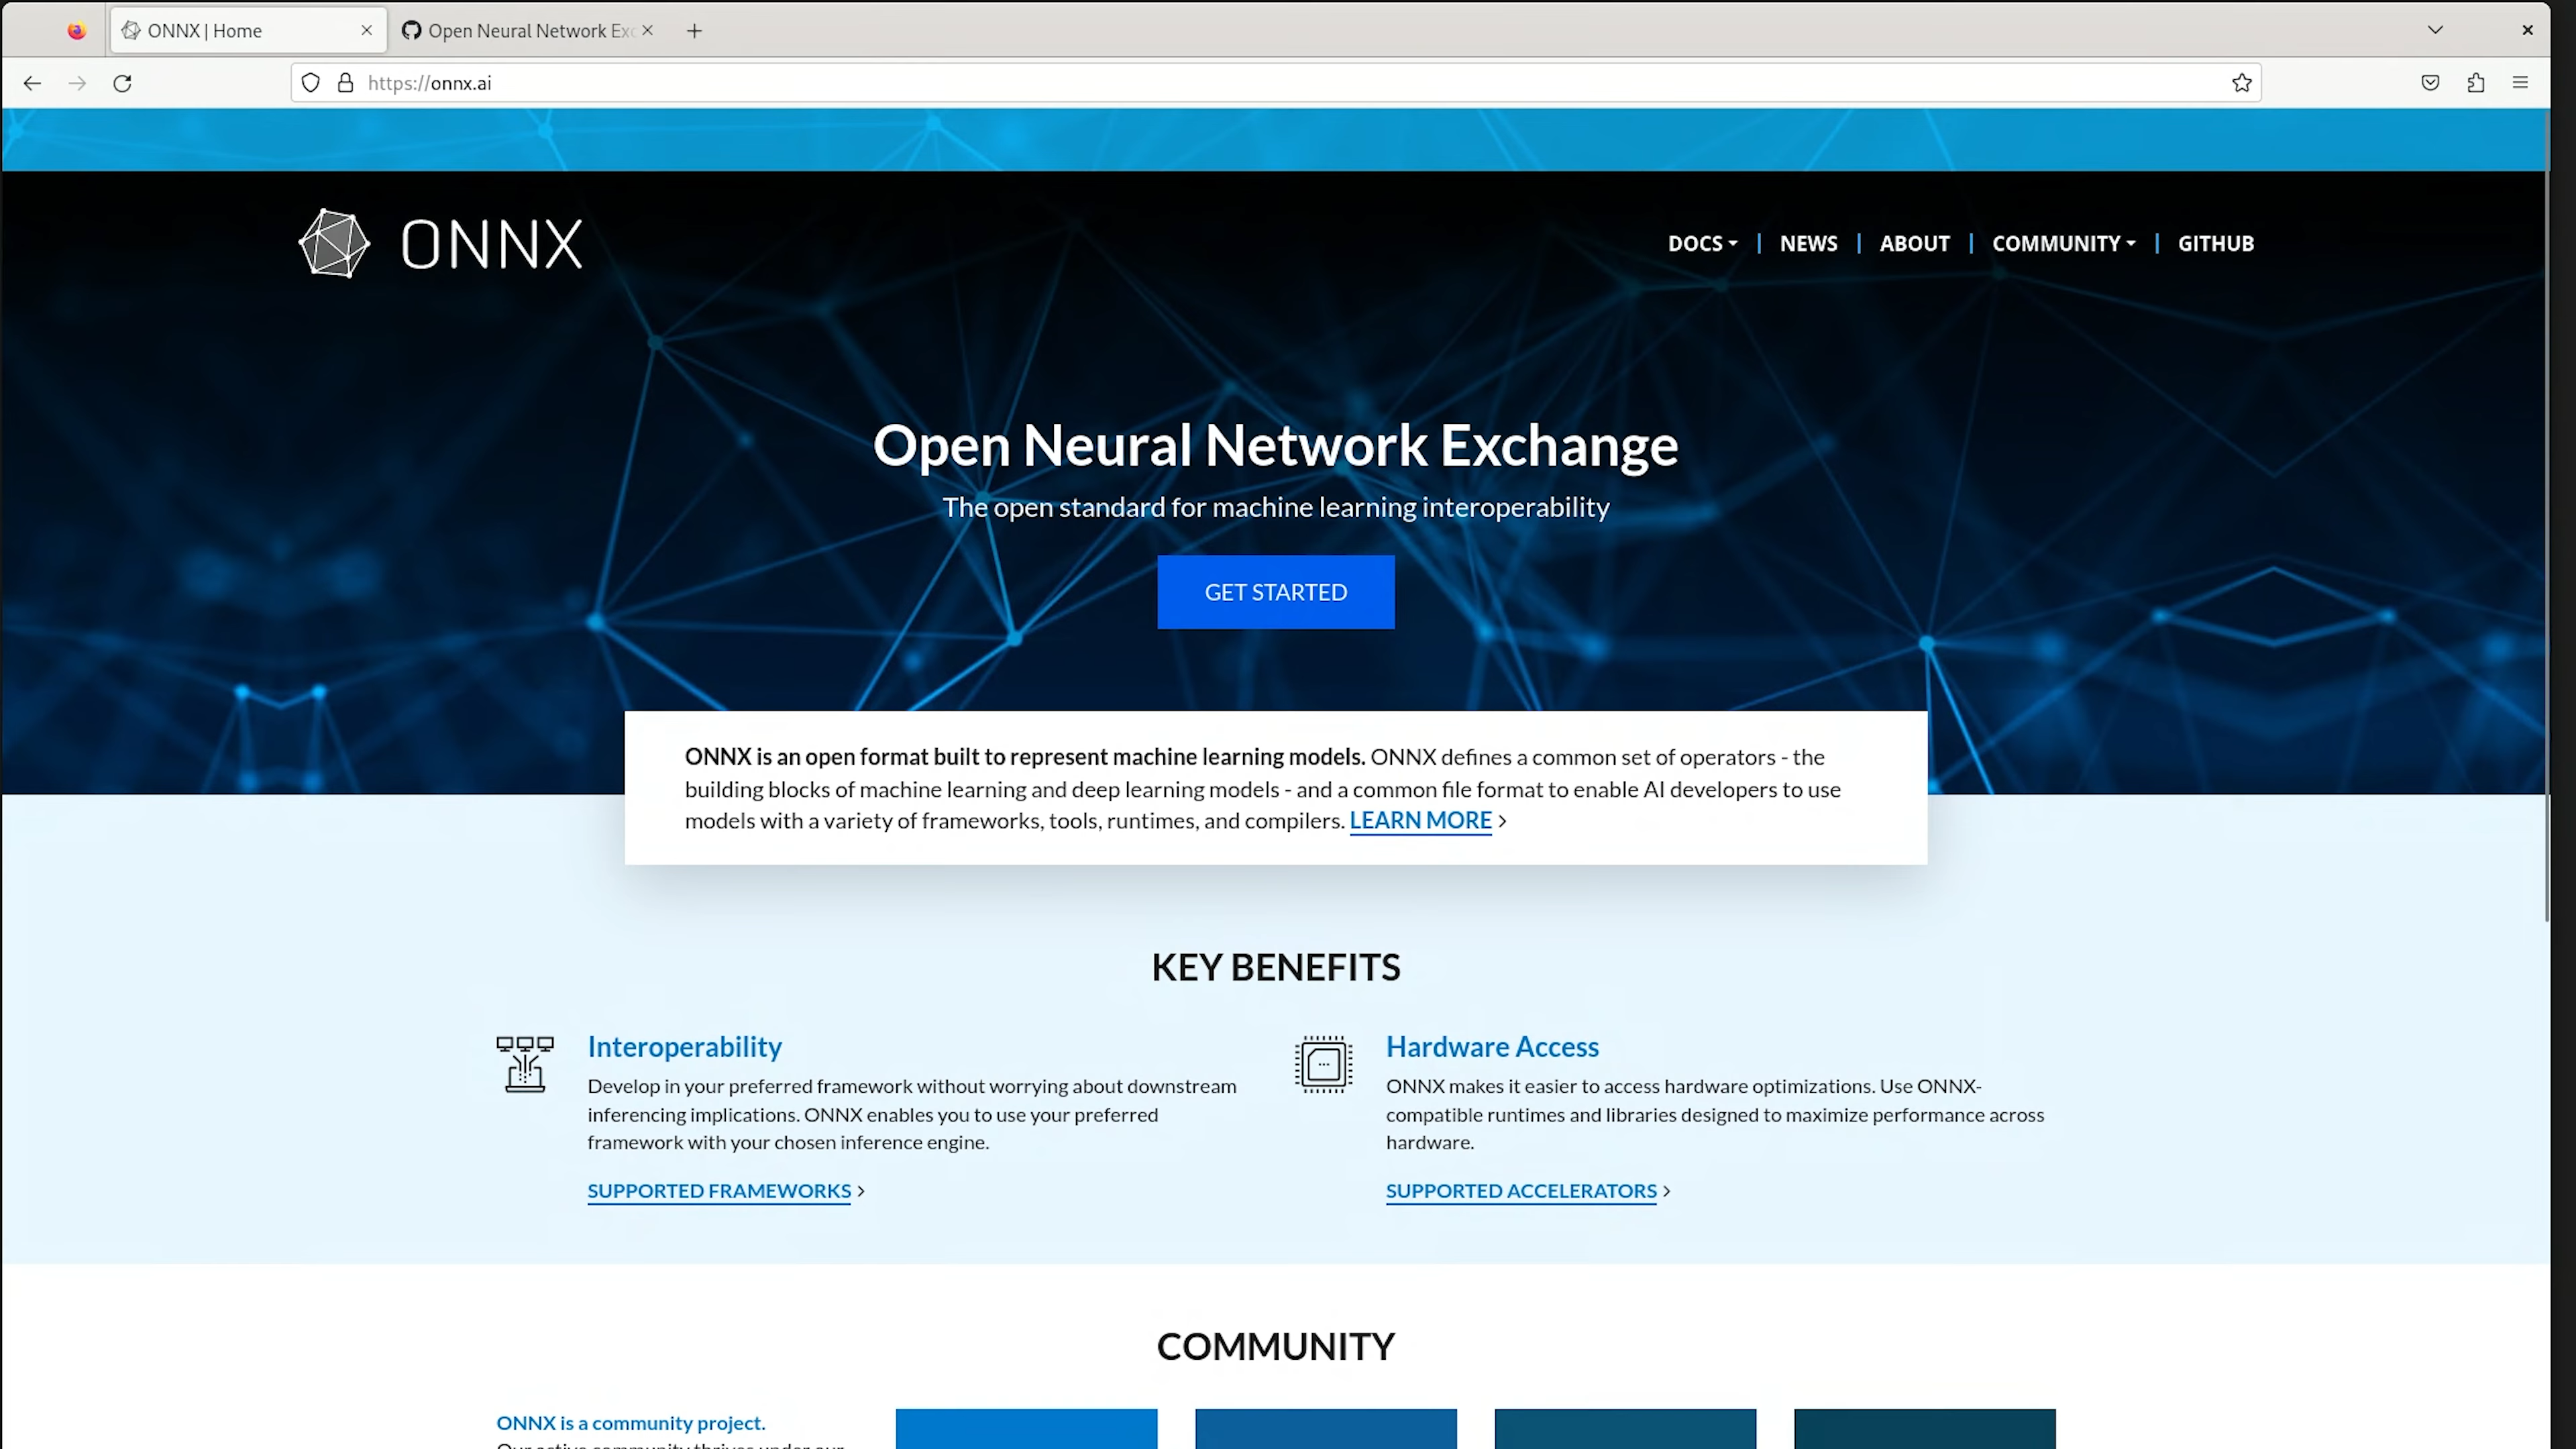 ONNX | Home
Open Neural Network Exc
https://onnx.ai
ONNX
DOCS | NEWS | ABOUT | COMMUNITY | GITHUB
Open Neural Network Exchange
The open standard for machine learning interoperability
GET STARTED
ONNX is an open format built to represent machine learning models. ONNX defines a common set of operators - the
building blocks of machine learning and deep learning models - and a common file format to enable AI developers to use
models with a variety of frameworks, tools, runtimes, and compilers. LEARN MORE
KEY BENEFITS
Interoperability
Develop in your preferred framework without worrying about downstream
inferencing implications. ONNX enables you to use your preferred
framework with your chosen inference engine.
SUPPORTED FRAMEWORKS
Hardware Access
ONNX makes it easier to access hardware optimizations. Use ONNX-
compatible runtimes and libraries designed to maximize performance across
hardware.
SUPPORTED ACCELERATORS
COMMUNITY
ONNX is a community project.
Our active community thrives under our